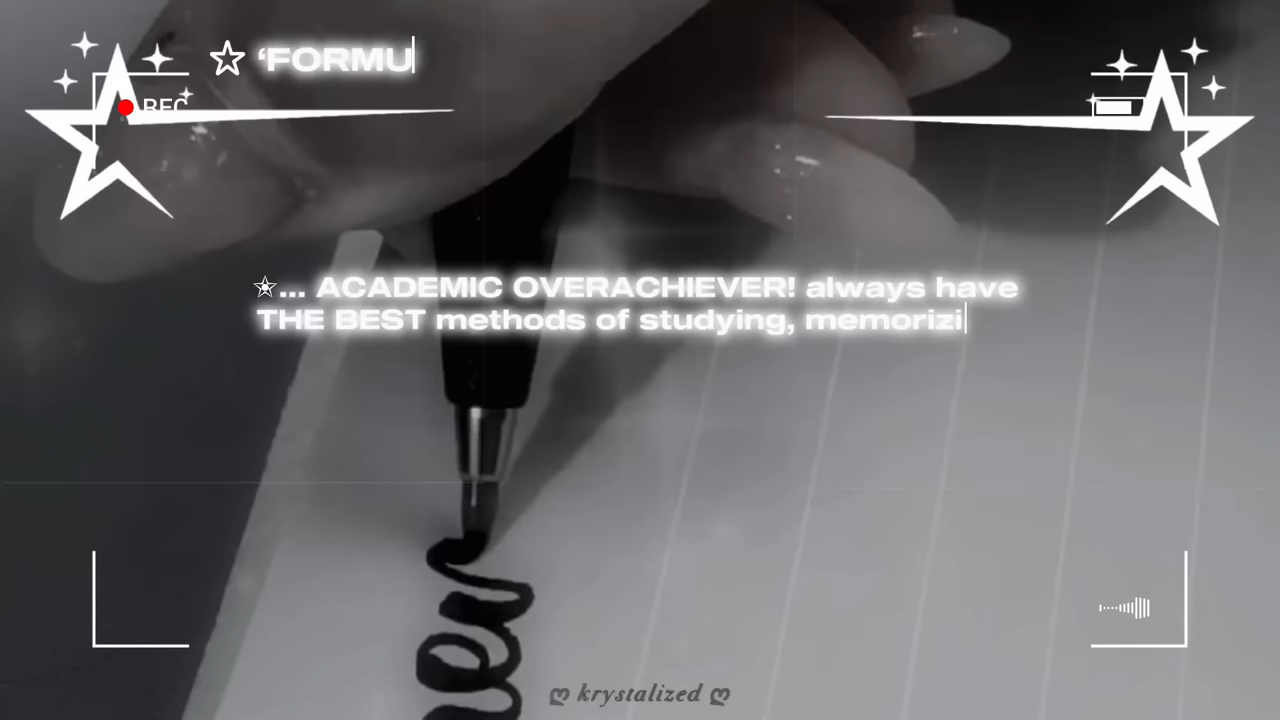 ☆ ‘FORMU
REC
✭... ACADEMIC OVERACHIEVER! always have
THE BEST methods of studying, memorizi
ღ krystalized ღ